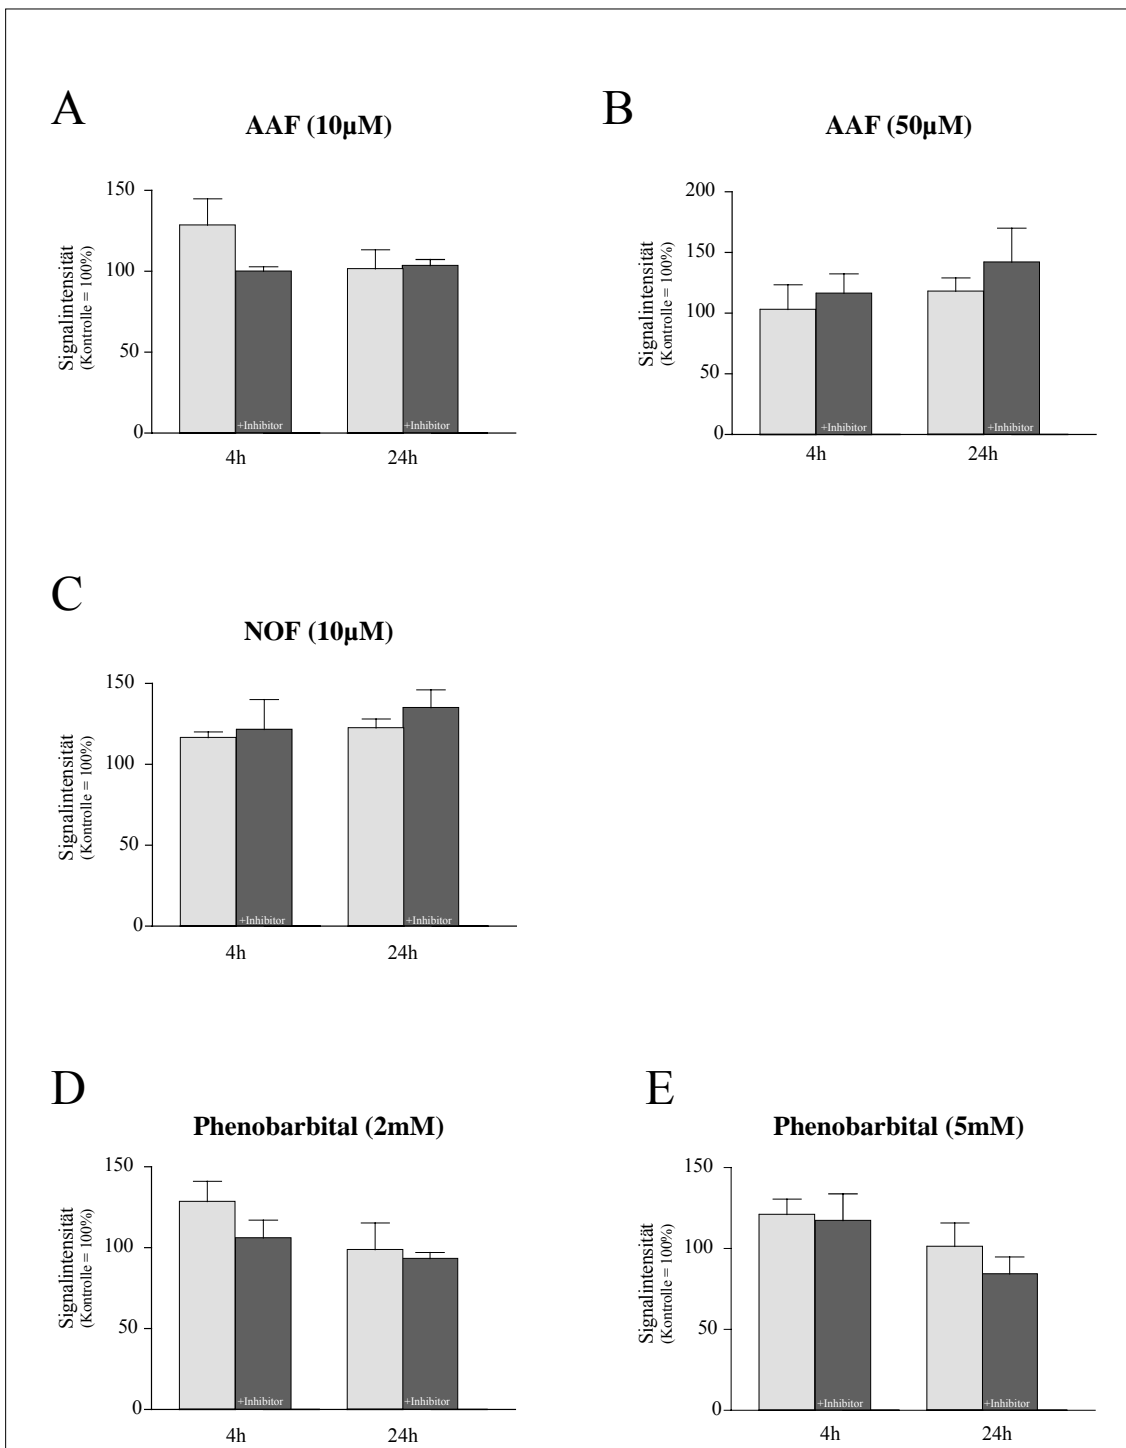 A
AAF (10µM)
Signalintensität
(Kontrolle = 100%)
150
100
50
0
+Inhibitor
+Inhibitor
4h
24h
B
AAF (50µM)
Signalintensität
(Kontrolle = 100%)
200
150
100
50
0
+Inhibitor
+Inhibitor
4h
24h
C
NOF (10µM)
Signalintensität
(Kontrolle = 100%)
150
100
50
0
+Inhibitor
+Inhibitor
4h
24h
D
Phenobarbital (2mM)
Signalintensität
(Kontrolle = 100%)
150
100
50
0
+Inhibitor
+Inhibitor
4h
24h
E
Phenobarbital (5mM)
Signalintensität
(Kontrolle = 100%)
150
100
50
0
+Inhibitor
+Inhibitor
4h
24h